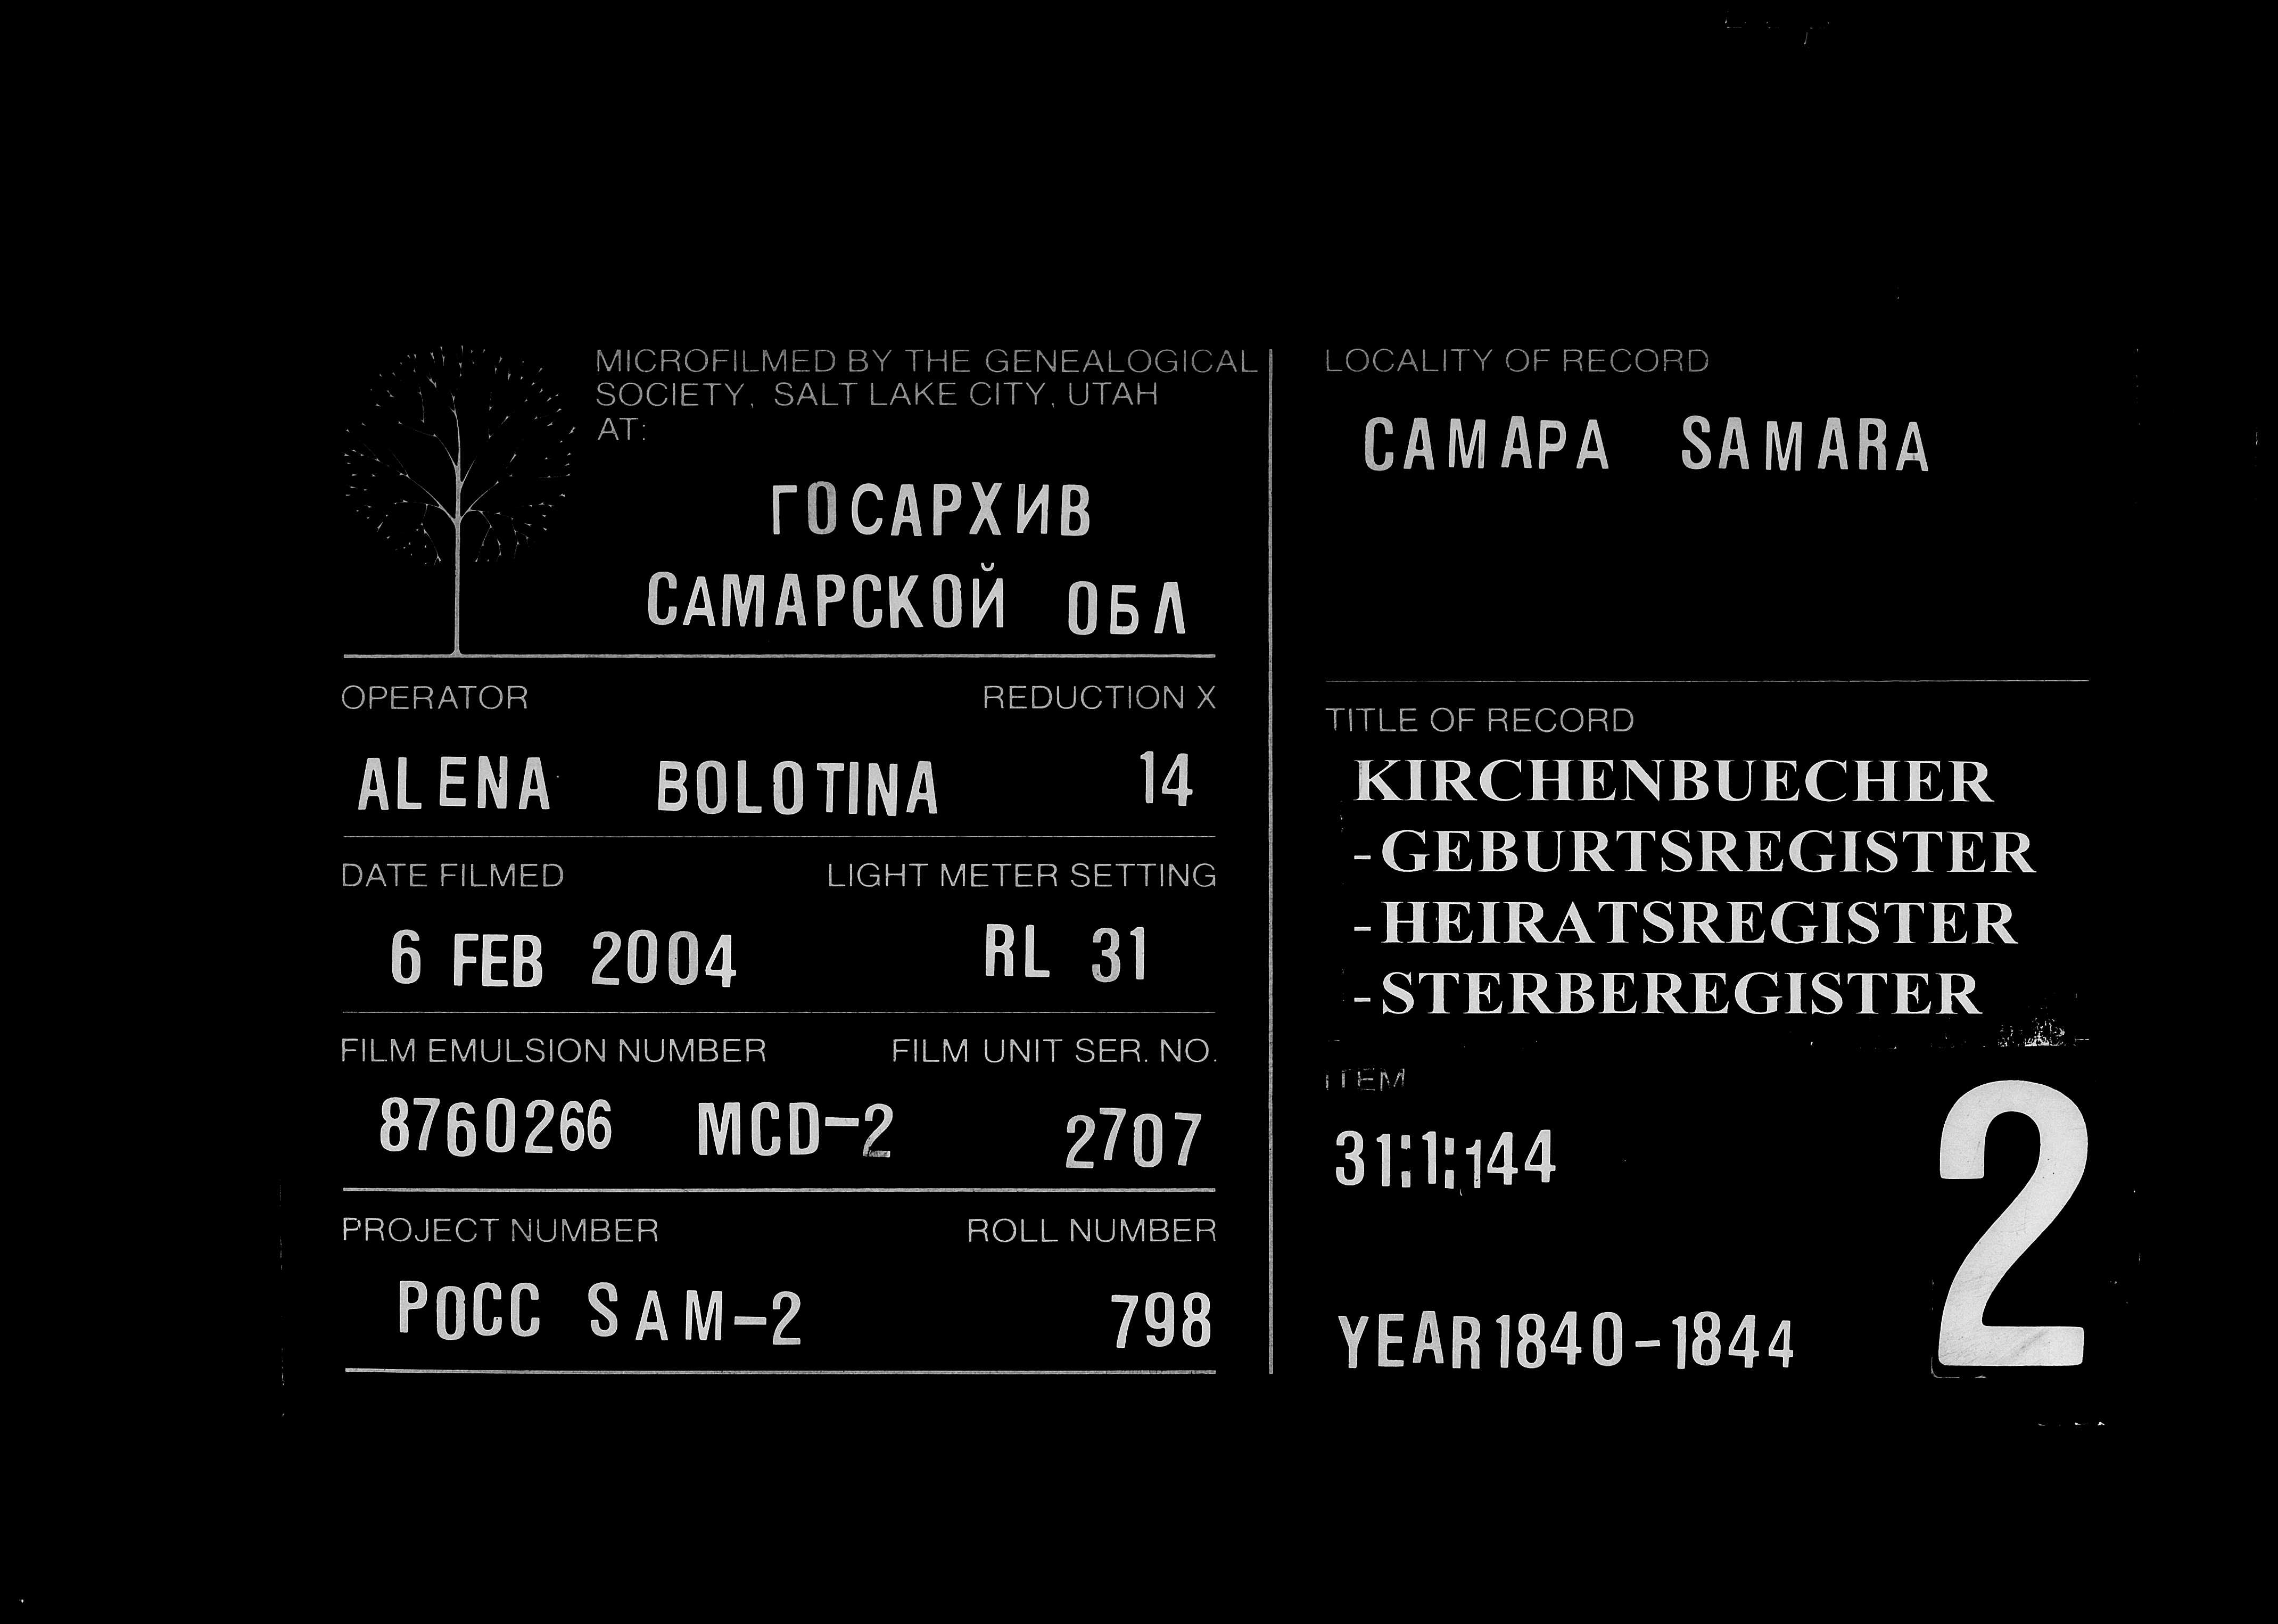 MICROFILMED BY THE GENEALOGICAL
SOCIETY, SALT LAKE CITY, UTAH
AT:
ГОСАРХИВ
САМАРСКОЙ ОБЛ
OPERATOR REDUCTION X
ALENA BOLOTINA 14
DATE FILMED LIGHT METER SETTING
6 FEB 2004 RL 31
FILM EMULSION NUMBER FILM UNIT SER. NO.
8760266 MCD-2 2707
PROJECT NUMBER ROLL NUMBER
РОСС SAM-2 798
LOCALITY OF RECORD
САМАРА SAMARA
TITLE OF RECORD
KIRCHENBUECHER
-GEBURTSREGISTER
-HEIRATSREGISTER
-STERBEREGISTER
ITEM
31:1:144
2
YEAR 1840-1844